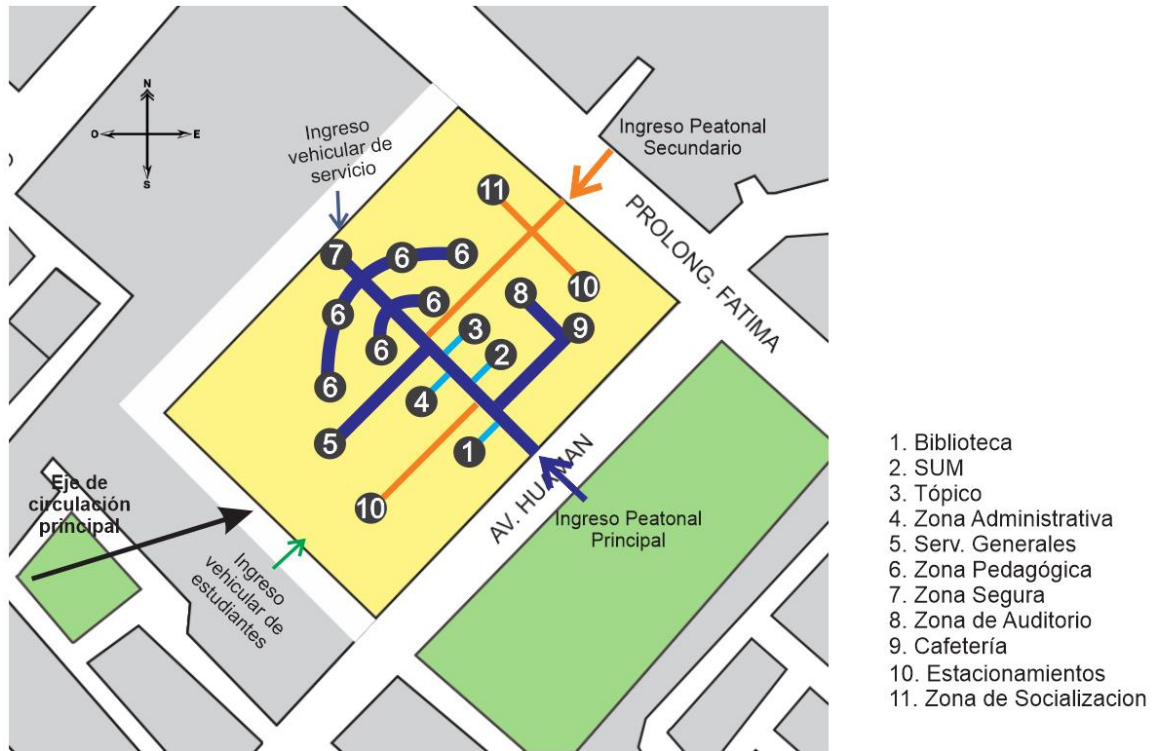 N
O
E
S
Ingreso
vehicular de
servicio
Ingreso Peatonal
Secundario
PROLONG. FATIMA
11
7
6
6
6
10
8
6
9
3
6
2
6
4
5
1
10
AV. HUAMAN
Eje de
circulación
principal
Ingreso Peatonal
Principal
Ingreso
vehicular de
estudiantes
1. Biblioteca
2. SUM
3. Tópico
4. Zona Administrativa
5. Serv. Generales
6. Zona Pedagógica
7. Zona Segura
8. Zona de Auditorio
9. Cafetería
10. Estacionamientos
11. Zona de Socializacion